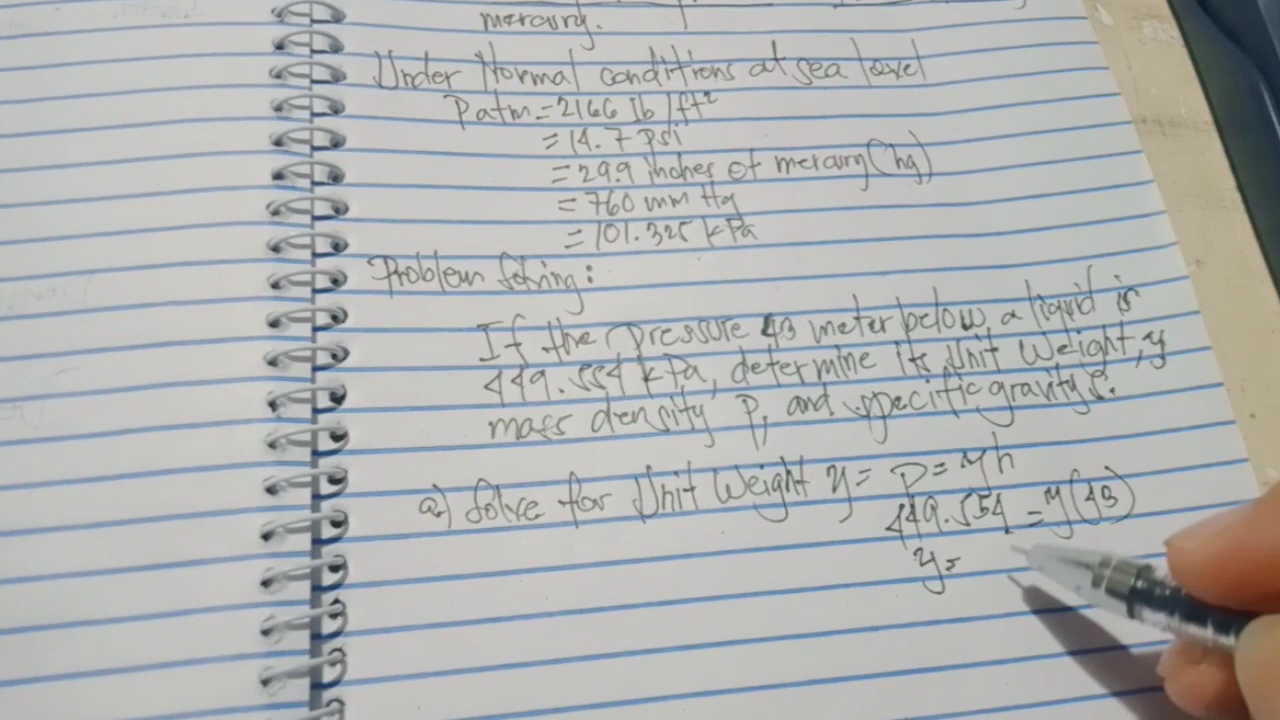 mercury.
Under Normal conditions at sea level
Patm = 2166 lb/ft²
= 14.7 psi
= 29.9 inches of mercury (hg)
= 760 mm Hg
= 101.325 kPa
Problem Solving:
If the pressure 43 meter below a liquid is
449.554 kPa, determine its Unit Weight, y
mass density P, and specific gravity S.
a) Solve for Unit Weight y = P = yh
449.554 = y(43)
y =